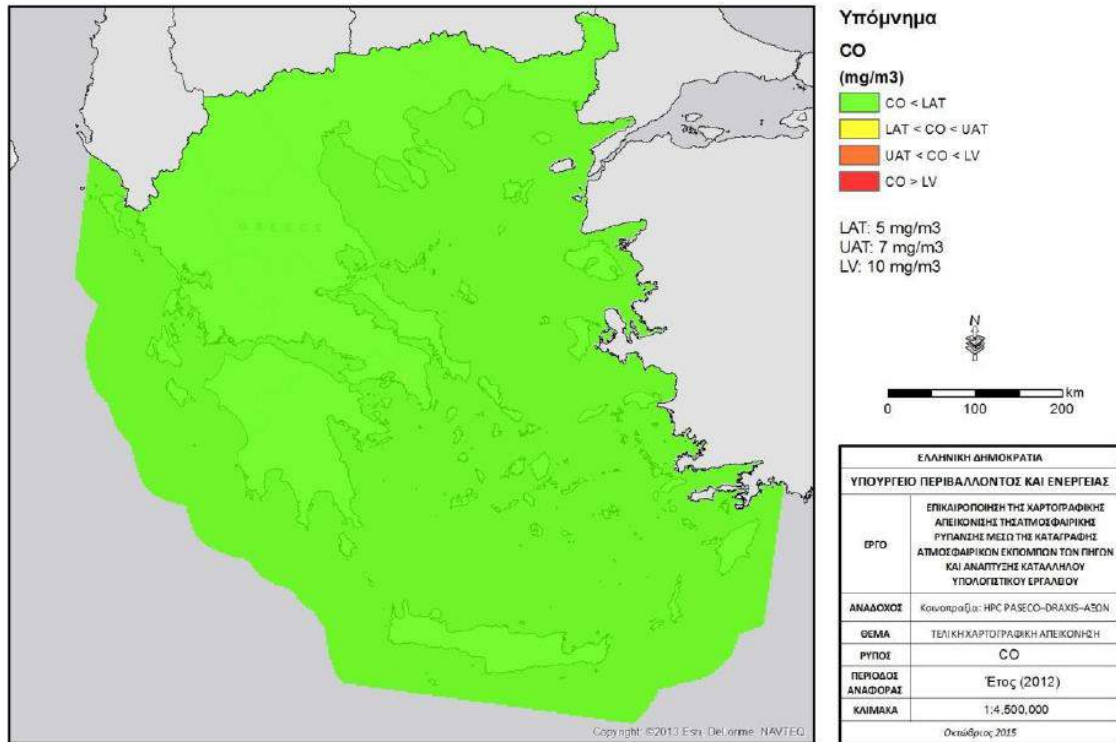 GREECE
Copyright: ©2013 Esri, DeLorme, NAVTEQ
Υπόμνημα
CO
(mg/m3)
CO < LAT
LAT < CO < UAT
UAT < CO < LV
CO > LV
LAT: 5 mg/m3
UAT: 7 mg/m3
LV: 10 mg/m3
N
km
0 100 200
ΕΛΛΗΝΙΚΗ ΔΗΜΟΚΡΑΤΙΑ
ΥΠΟΥΡΓΕΙΟ ΠΕΡΙΒΑΛΛΟΝΤΟΣ ΚΑΙ ΕΝΕΡΓΕΙΑΣ
ΕΡΓΟ
ΕΠΙΚΑΙΡΟΠΟΙΗΣΗ ΤΗΣ ΧΑΡΤΟΓΡΑΦΙΚΗΣ
ΑΠΕΙΚΟΝΙΣΗΣ ΤΗΣΑΤΜΟΣΦΑΙΡΙΚΗΣ
ΡΥΠΑΝΣΗΣ ΜΕΣΩ ΤΗΣ ΚΑΤΑΓΡΑΦΗΣ
ΑΤΜΟΣΦΑΙΡΙΚΩΝ ΕΚΠΟΜΠΩΝ ΤΩΝ ΠΗΓΩΝ
ΚΑΙ ΑΝΑΠΤΥΞΗΣ ΚΑΤΑΛΛΗΛΟΥ
ΥΠΟΛΟΓΙΣΤΙΚΟΥ ΕΡΓΑΛΕΙΟΥ
ΑΝΑΔΟΧΟΣ Κοινοπραξία: HPC PASECO–DRAXIS–ΑΞΩΝ
ΘΕΜΑ ΤΕΛΙΚΗ ΧΑΡΤΟΓΡΑΦΙΚΗ ΑΠΕΙΚΟΝΗΣΗ
ΡΥΠΟΣ CO
ΠΕΡΙΟΔΟΣ
ΑΝΑΦΟΡΑΣ Έτος (2012)
ΚΛΙΜΑΚΑ 1:4.500.000
Οκτώβριος 2015